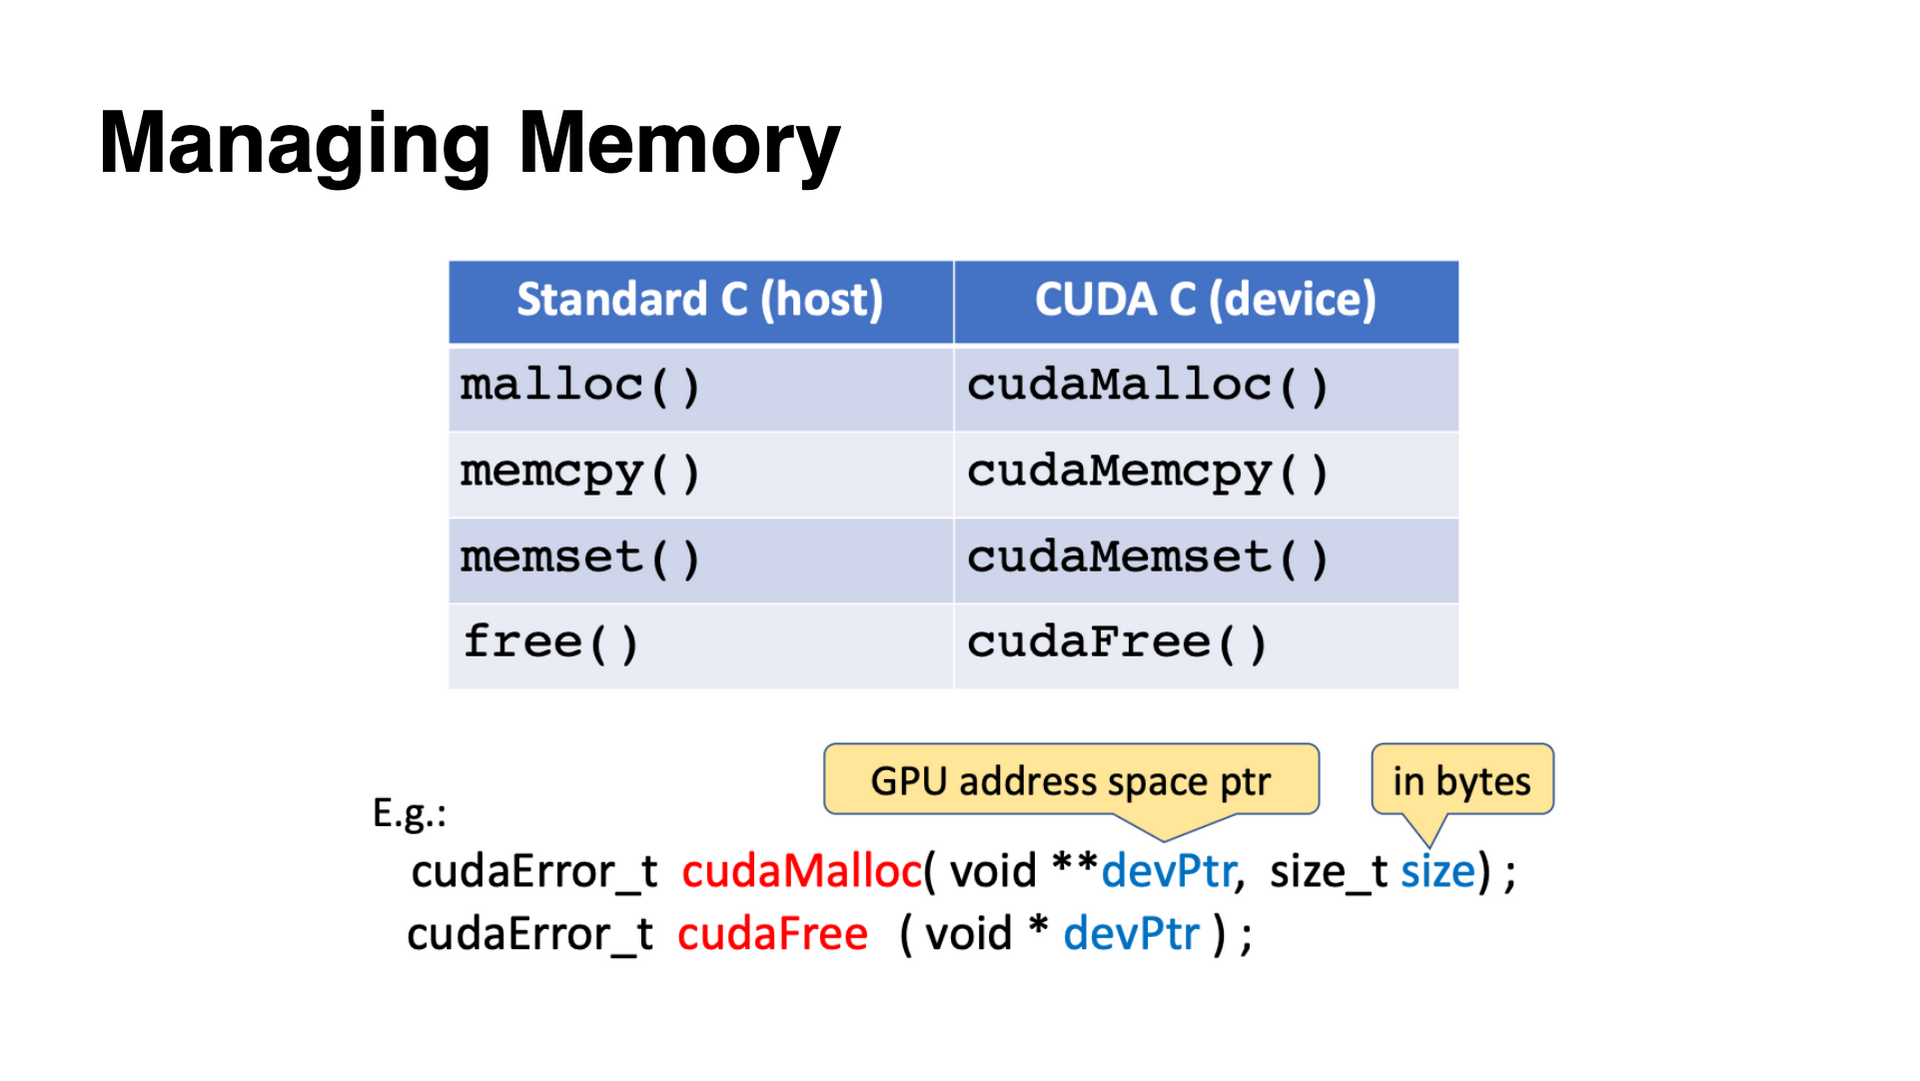 Managing Memory
Standard C (host) CUDA C (device)
malloc() cudaMalloc()
memcpy() cudaMemcpy()
memset() cudaMemset()
free() cudaFree()
GPU address space ptr in bytes
E.g.:
cudaError_t cudaMalloc( void **devPtr, size_t size) ;
cudaError_t cudaFree ( void * devPtr ) ;